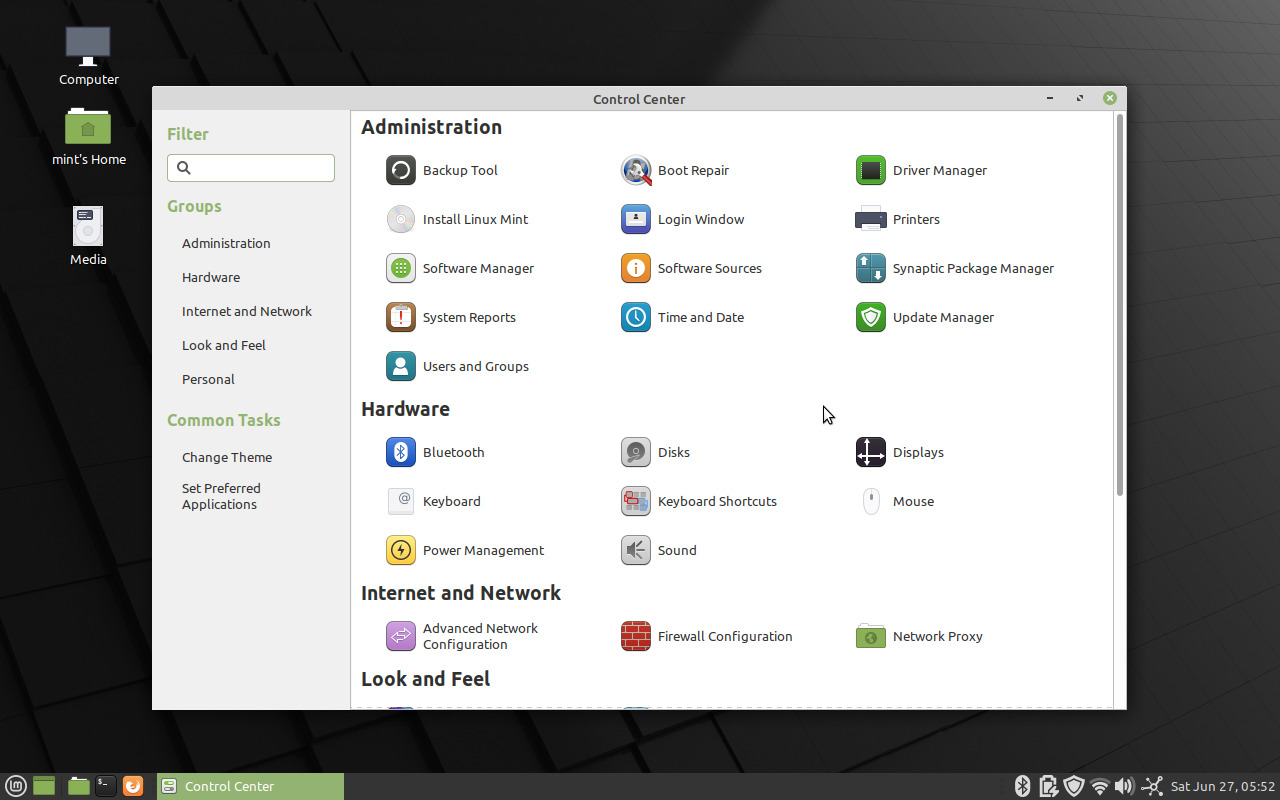 Computer
mint's Home
Media
Control Center
Filter
Groups
Administration
Hardware
Internet and Network
Look and Feel
Personal
Common Tasks
Change Theme
Set Preferred
Applications
Administration
Backup Tool
Boot Repair
Driver Manager
Install Linux Mint
Login Window
Printers
Software Manager
Software Sources
Synaptic Package Manager
System Reports
Time and Date
Update Manager
Users and Groups
Hardware
Bluetooth
Disks
Displays
Keyboard
Keyboard Shortcuts
Mouse
Power Management
Sound
Internet and Network
Advanced Network
Configuration
Firewall Configuration
Network Proxy
Look and Feel
Control Center
Sat Jun 27, 05:52